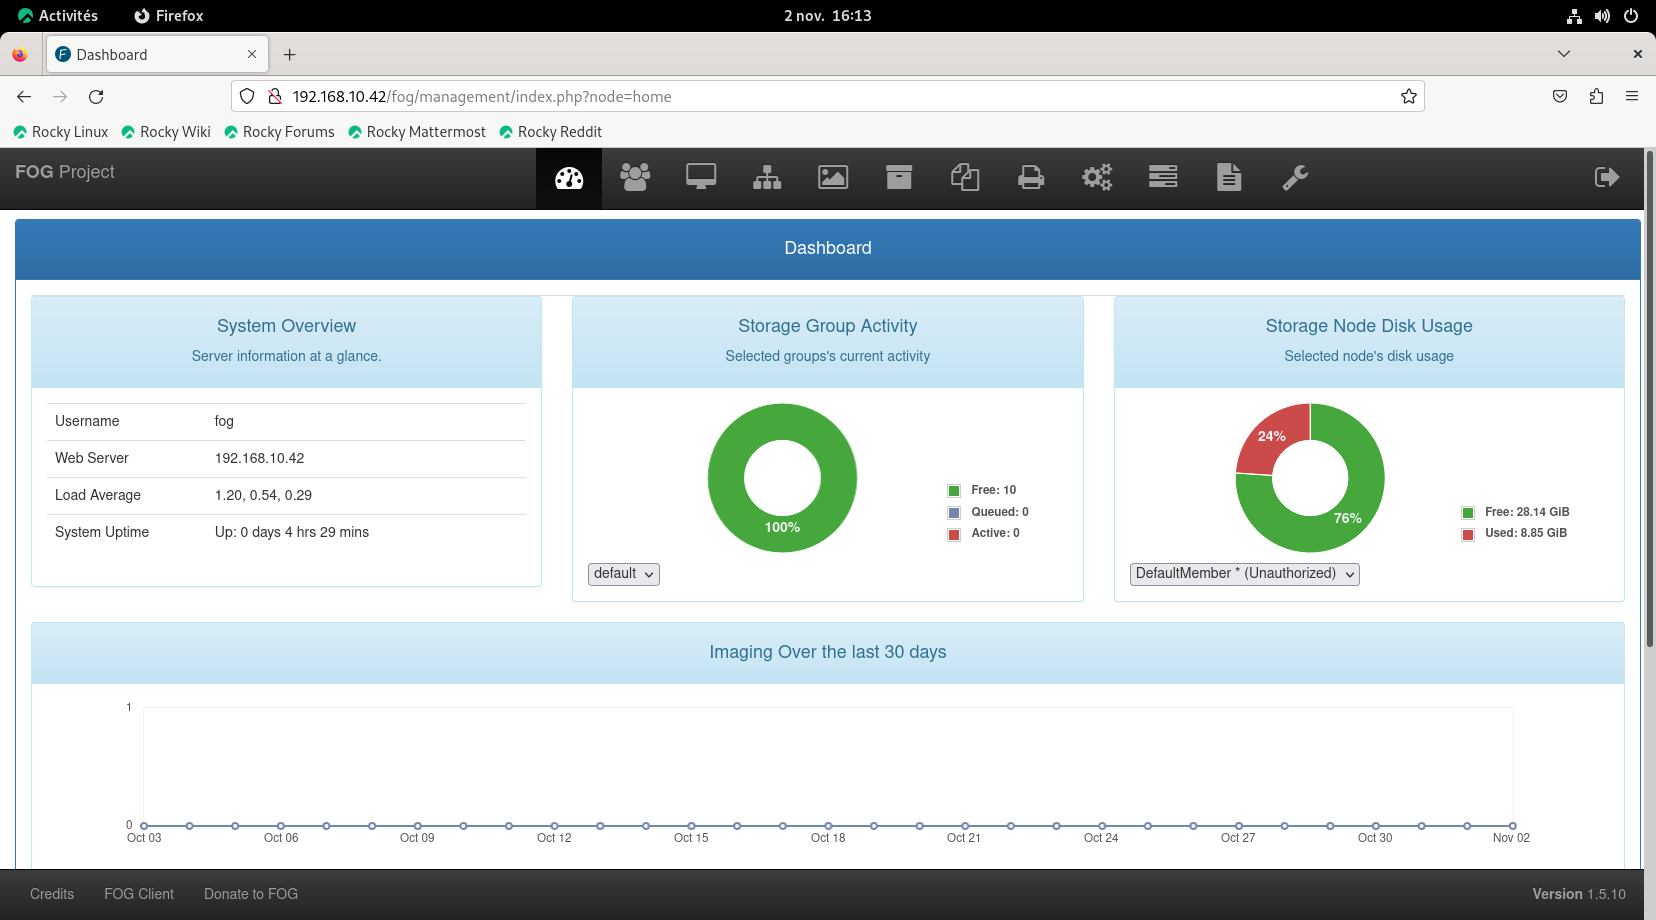 Activités Firefox 2 nov. 16:13
Dashboard
192.168.10.42/fog/management/index.php?node=home
Rocky Linux Rocky Wiki Rocky Forums Rocky Mattermost Rocky Reddit
FOG Project
Dashboard
System Overview
Server information at a glance.
Username fog
Web Server 192.168.10.42
Load Average 1.20, 0.54, 0.29
System Uptime Up: 0 days 4 hrs 29 mins
Storage Group Activity
Selected groups's current activity
100%
Free: 10
Queued: 0
Active: 0
default
Storage Node Disk Usage
Selected node's disk usage
24%
76%
Free: 28.14 GiB
Used: 8.85 GiB
DefaultMember * (Unauthorized)
Imaging Over the last 30 days
1
0
Oct 03 Oct 06 Oct 09 Oct 12 Oct 15 Oct 18 Oct 21 Oct 24 Oct 27 Oct 30 Nov 02
Credits FOG Client Donate to FOG Version 1.5.10